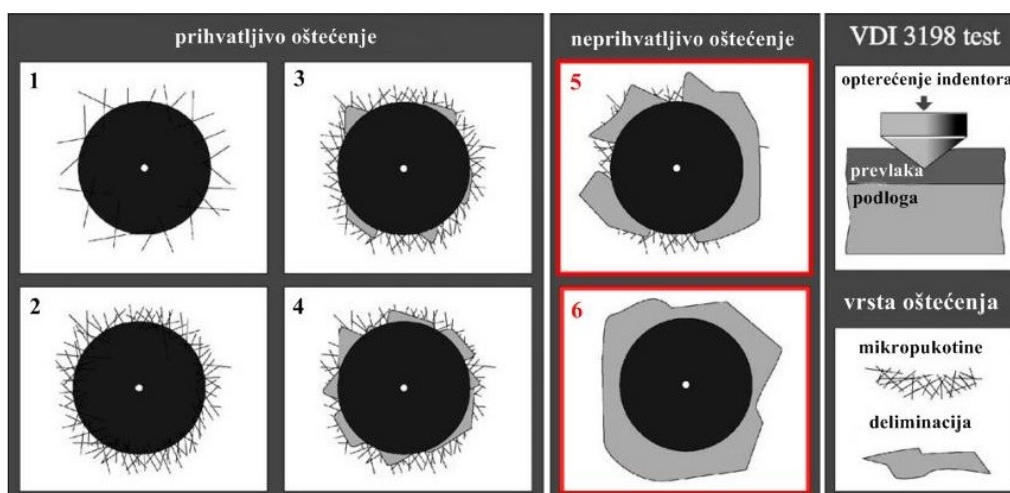 prihvatljivo oštećenje
1
3
2
4
neprihvatljivo oštećenje
5
6
VDI 3198 test
opterećenje indentora
prevlaka
podloga
vrsta oštećenja
mikropukotine
deliminacija